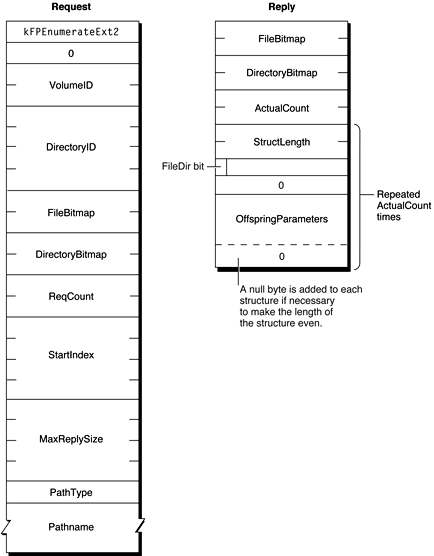 Request
kFPEnumerateExt2
0
VolumeID
DirectoryID
FileBitmap
DirectoryBitmap
ReqCount
StartIndex
MaxReplySize
PathType
Pathname
Reply
FileBitmap
DirectoryBitmap
ActualCount
StructLength
FileDir bit
0
OffspringParameters
0
Repeated
ActualCount
times
A null byte is added to each
structure if necessary
to make the length of
the structure even.